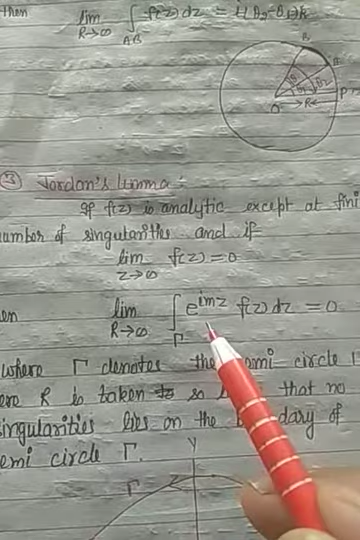 then lim ∫ f(z) dz = i(θ2-θ1)k
R→∞ AB
③ Jordan's Lemma :
If f(z) is analytic except at fini
umber of singularities and if
lim f(z) = 0
z→∞
en lim ∫ e^{imz} f(z) dz = 0
R→∞ Γ
where Γ denotes the emi circle
ere R is taken so that no
singularities lies on the dary of
emi circle Γ.
Y
Γ